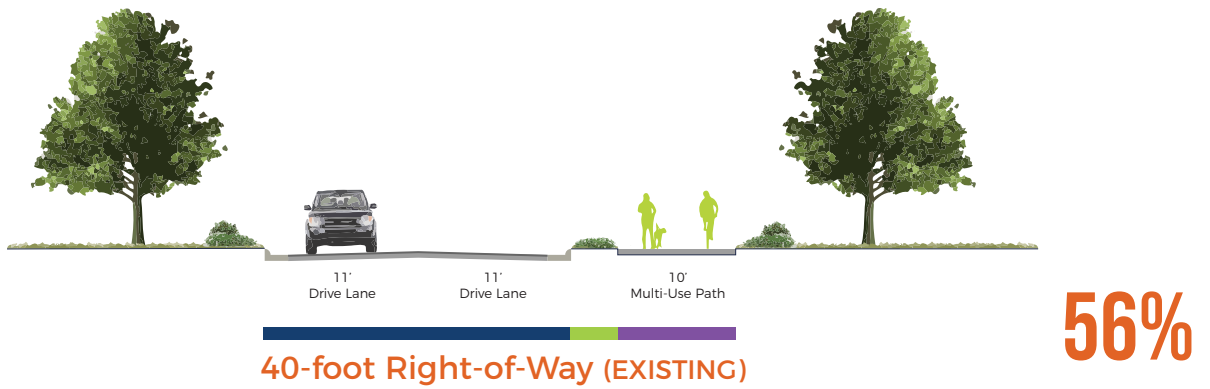 11’
Drive Lane
11’
Drive Lane
10’
Multi-Use Path
40-foot Right-of-Way (EXISTING)
56%